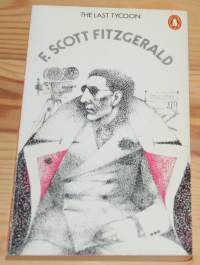 THE LAST TYCOON
F. SCOTT FITZGERALD